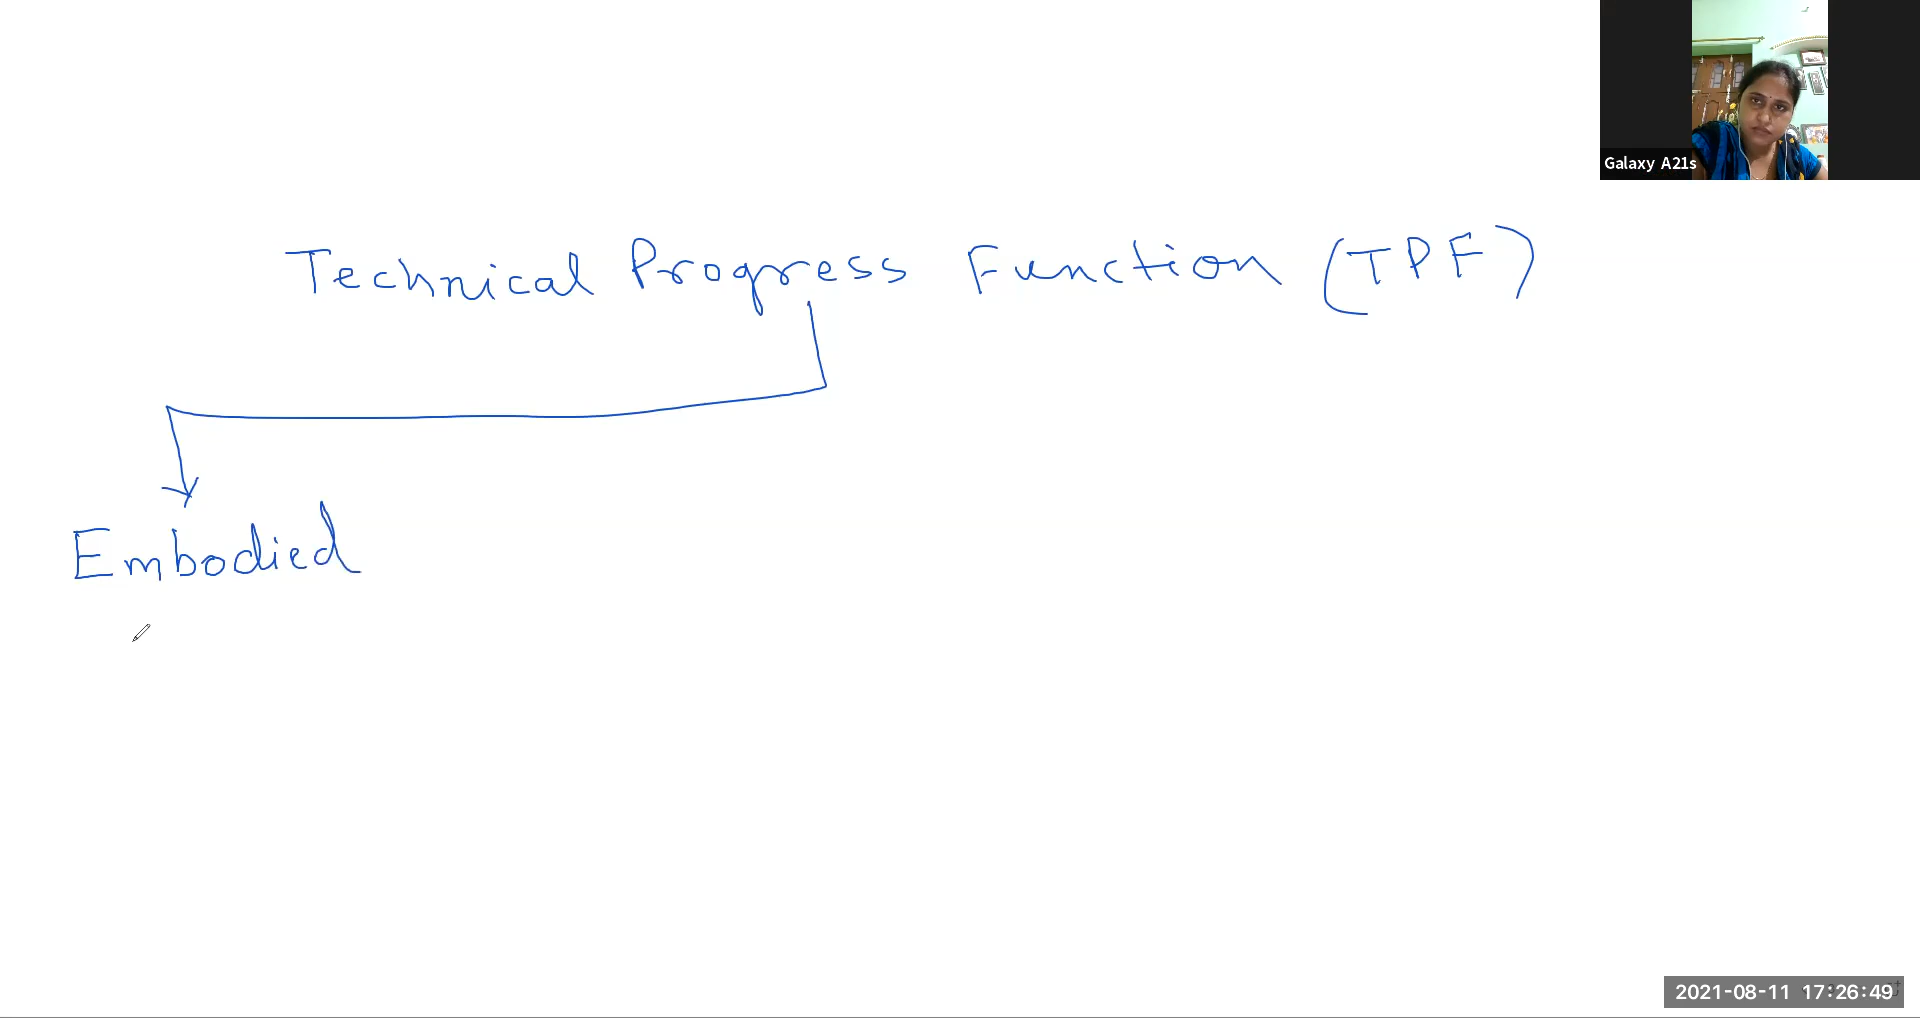 Galaxy A21s
Technical Progress Function (TPF)
Embodied
2021-08-11 17:26:49